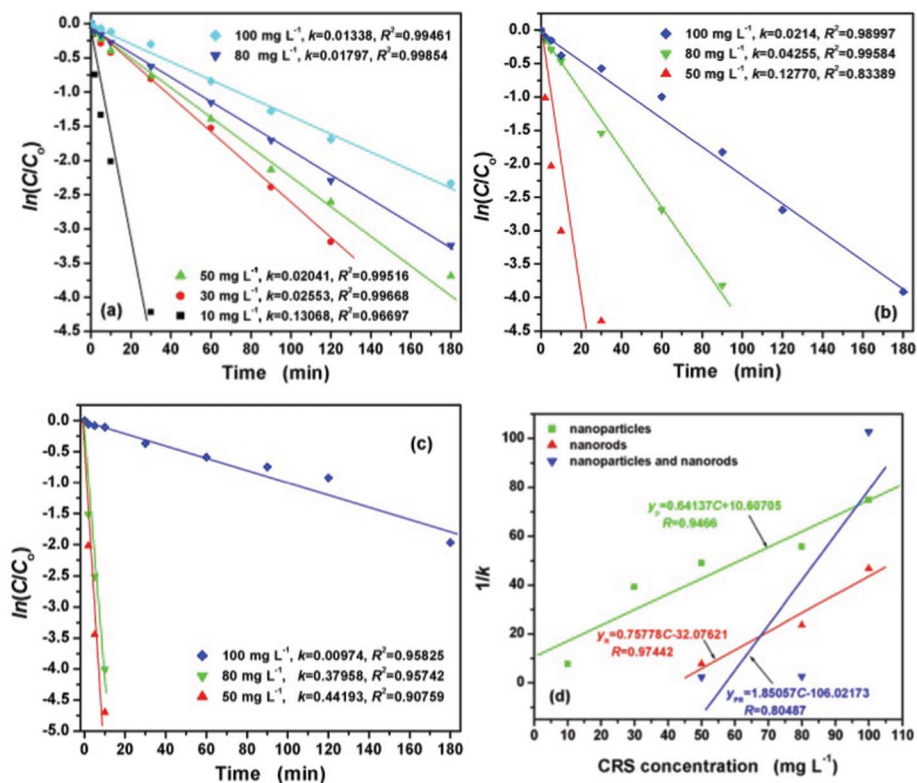 100 mg L⁻¹, k=0.01338, R²=0.99461
80 mg L⁻¹, k=0.01797, R²=0.99854
0.0
-0.5
-1.0
-1.5
-2.0
-2.5
-3.0
-3.5
-4.0
-4.5
ln(C/C₀)
50 mg L⁻¹, k=0.02041, R²=0.99516
30 mg L⁻¹, k=0.02553, R²=0.99668
10 mg L⁻¹, k=0.13068, R²=0.96697
(a)
0 20 40 60 80 100 120 140 160 180
Time (min)
100 mg L⁻¹, k=0.0214, R²=0.98997
80 mg L⁻¹, k=0.04255, R²=0.99584
50 mg L⁻¹, k=0.12770, R²=0.83389
0.0
-0.5
-1.0
-1.5
-2.0
-2.5
-3.0
-3.5
-4.0
-4.5
ln(C/C₀)
(b)
0 20 40 60 80 100 120 140 160 180
Time (min)
(c)
0.0
-0.5
-1.0
-1.5
-2.0
-2.5
-3.0
-3.5
-4.0
-4.5
-5.0
ln(C/C₀)
100 mg L⁻¹, k=0.00974, R²=0.95825
80 mg L⁻¹, k=0.37958, R²=0.95742
50 mg L⁻¹, k=0.44193, R²=0.90759
0 20 40 60 80 100 120 140 160 180
Time (min)
nanoparticles
nanorods
nanoparticles and nanorods
100
80
60
40
20
0
1/k
yₚ=0.64137C+10.60705
R=0.9466
y_R=0.75778C-32.07621
R=0.97442
y_PR=1.85057C-106.02173
R=0.80487
(d)
0 10 20 30 40 50 60 70 80 90 100 110
CRS concentration (mg L⁻¹)